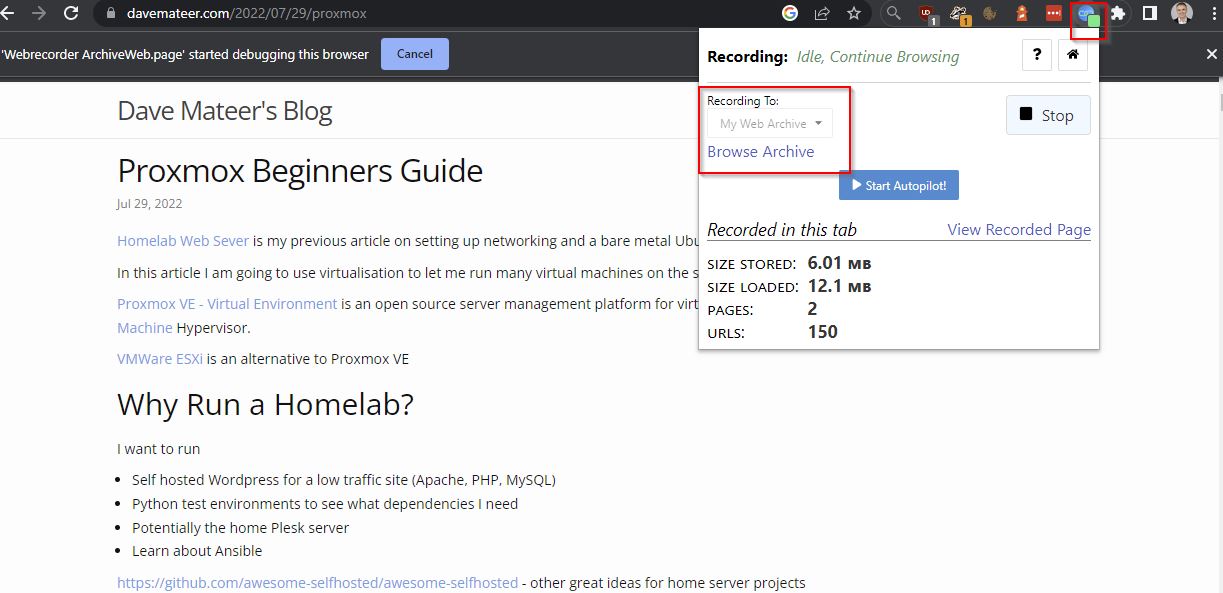 davemateer.com/2022/07/29/proxmox
1
1
'Webrecorder ArchiveWeb.page' started debugging this browser
Cancel
Recording: Idle, Continue Browsing
?
Recording To:
My Web Archive
Stop
Browse Archive
Start Autopilot!
Recorded in this tab
View Recorded Page
SIZE STORED: 6.01 MB
SIZE LOADED: 12.1 MB
PAGES: 2
URLS: 150
Dave Mateer's Blog
Proxmox Beginners Guide
Jul 29, 2022
Homelab Web Sever is my previous article on setting up networking and a bare metal Ubu
In this article I am going to use virtualisation to let me run many virtual machines on the s
Proxmox VE - Virtual Environment is an open source server management platform for virt
Machine Hypervisor.
VMWare ESXi is an alternative to Proxmox VE
Why Run a Homelab?
I want to run
Self hosted Wordpress for a low traffic site (Apache, PHP, MySQL)
Python test environments to see what dependencies I need
Potentially the home Plesk server
Learn about Ansible
https://github.com/awesome-selfhosted/awesome-selfhosted - other great ideas for home server projects